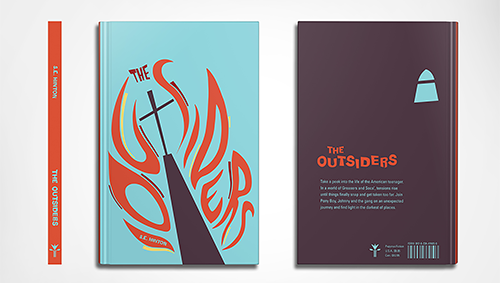 S.E. HINTON
THE OUTSIDERS
THE
OUTSIDERS
S.E. HINTON
THE
OUTSIDERS
Take a peek into the life of the American teenager.
In a world of Greasers and Socs', tensions rise
until things finally snap and get taken too far. Join
Pony Boy, Johnny and the gang on an unexpected
journey and find light in the darkest of places.
U.S.A.
Can.
ISBN